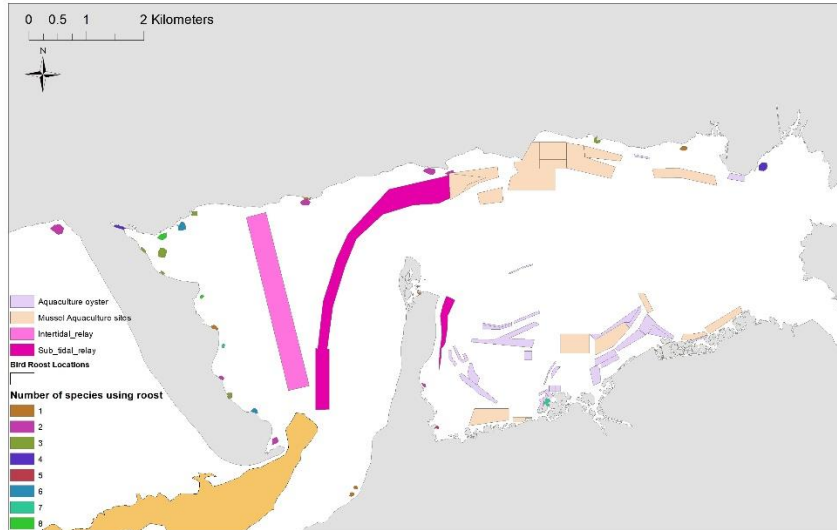 0 0.5 1 2 Kilometers
N
Aquaculture oyster
Mussel Aquaculture sites
Intertidal_relay
Sub_tidal_relay
Bird Roost Locations
Number of species using roost
1
2
3
4
5
6
7
8